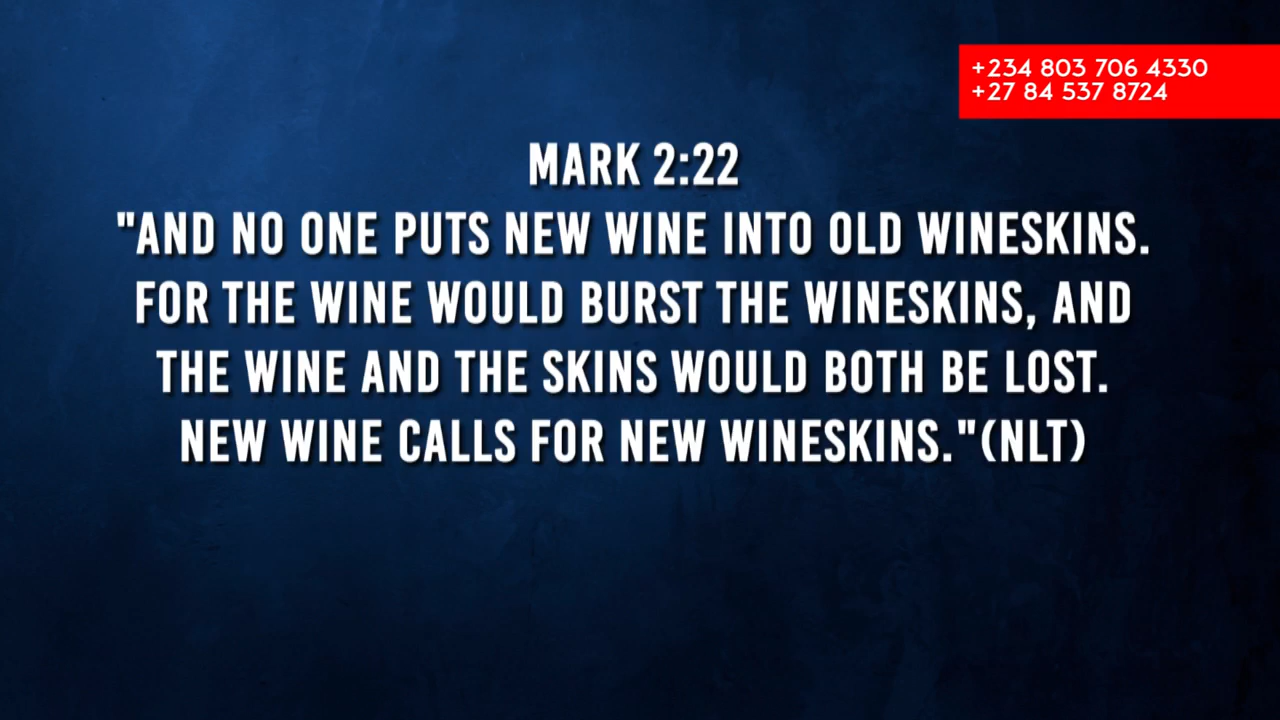 +234 803 706 4330
+27 84 537 8724
MARK 2:22
"AND NO ONE PUTS NEW WINE INTO OLD WINESKINS.
FOR THE WINE WOULD BURST THE WINESKINS, AND
THE WINE AND THE SKINS WOULD BOTH BE LOST.
NEW WINE CALLS FOR NEW WINESKINS."(NLT)